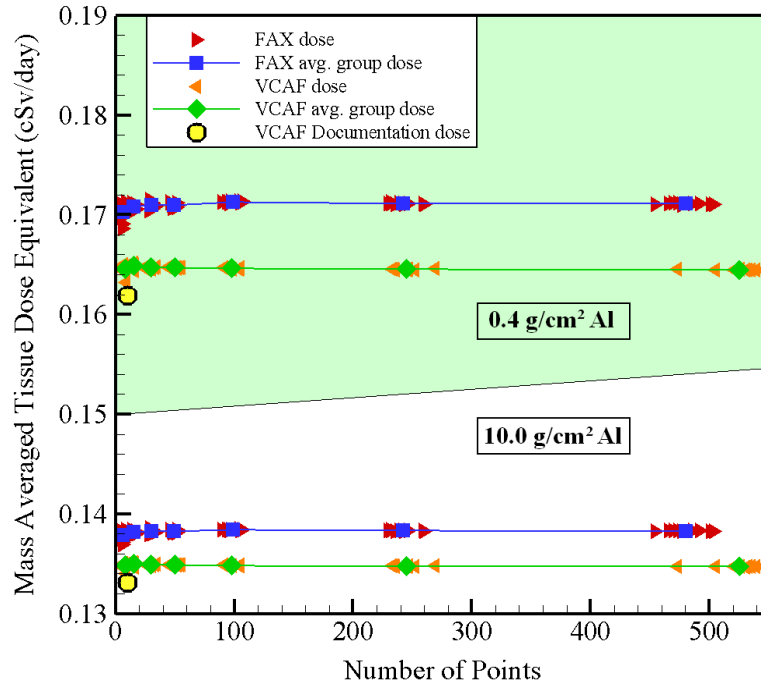 Mass Averaged Tissue Dose Equivalent (cSv/day)
0.19
0.18
0.17
0.16
0.15
0.14
0.13
FAX dose
FAX avg. group dose
VCAF dose
VCAF avg. group dose
VCAF Documentation dose
0.4 g/cm² Al
10.0 g/cm² Al
0 100 200 300 400 500
Number of Points